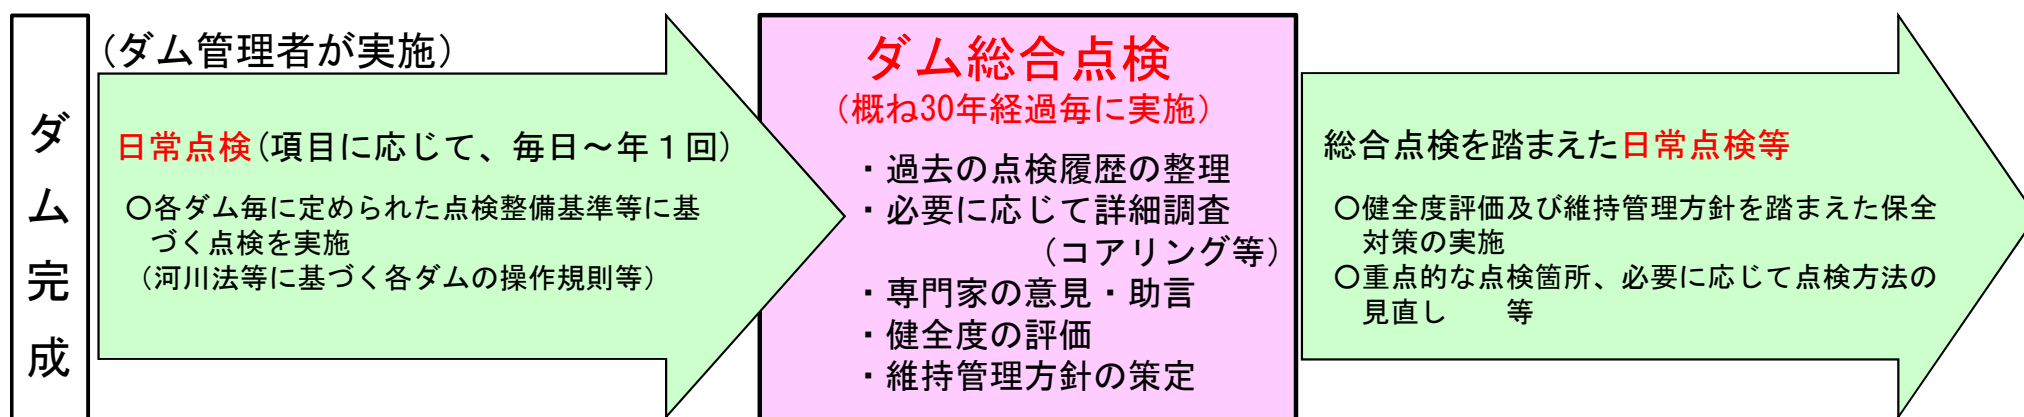 ダム完成
(ダム管理者が実施)
日常点検(項目に応じて、毎日～年１回)
○各ダム毎に定められた点検整備基準等に基
づく点検を実施
(河川法等に基づく各ダムの操作規則等)
ダム総合点検
(概ね30年経過毎に実施)
・過去の点検履歴の整理
・必要に応じて詳細調査
(コアリング等)
・専門家の意見・助言
・健全度の評価
・維持管理方針の策定
総合点検を踏まえた日常点検等
○健全度評価及び維持管理方針を踏まえた保全
対策の実施
○重点的な点検箇所、必要に応じて点検方法の
見直し　　等